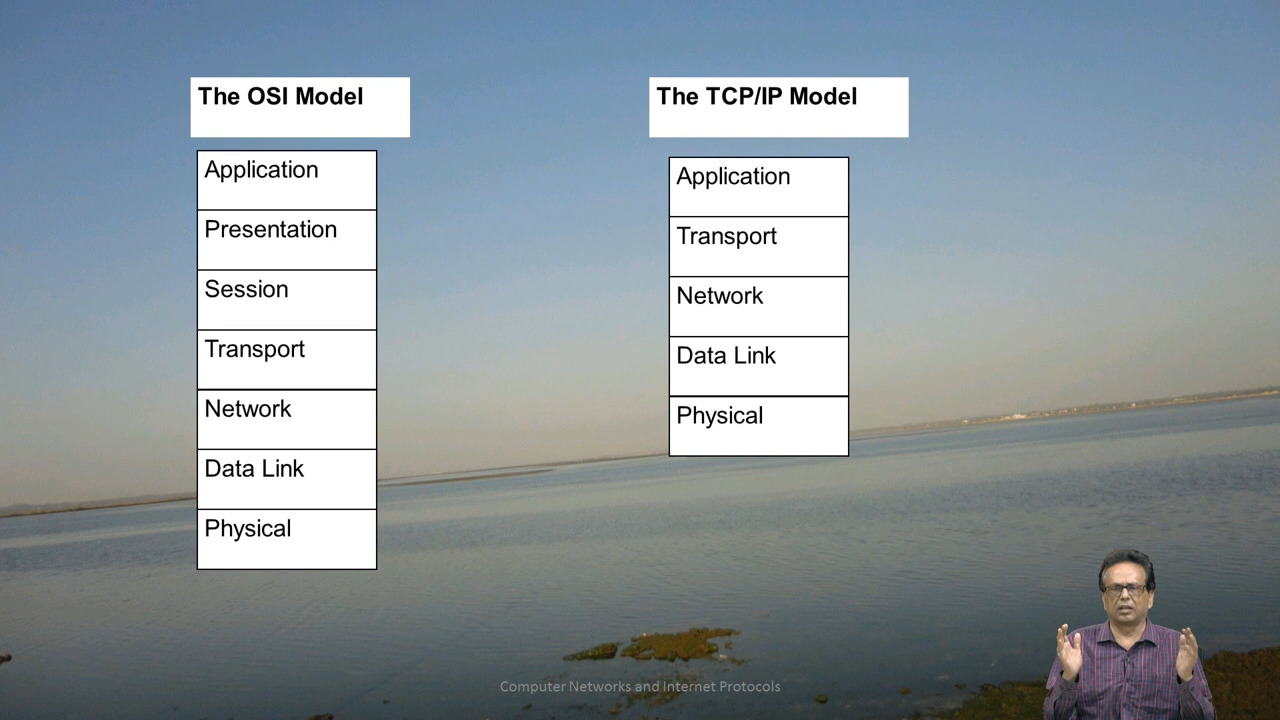 The OSI Model
Application
Presentation
Session
Transport
Network
Data Link
Physical
The TCP/IP Model
Application
Transport
Network
Data Link
Physical
Computer Networks and Internet Protocols